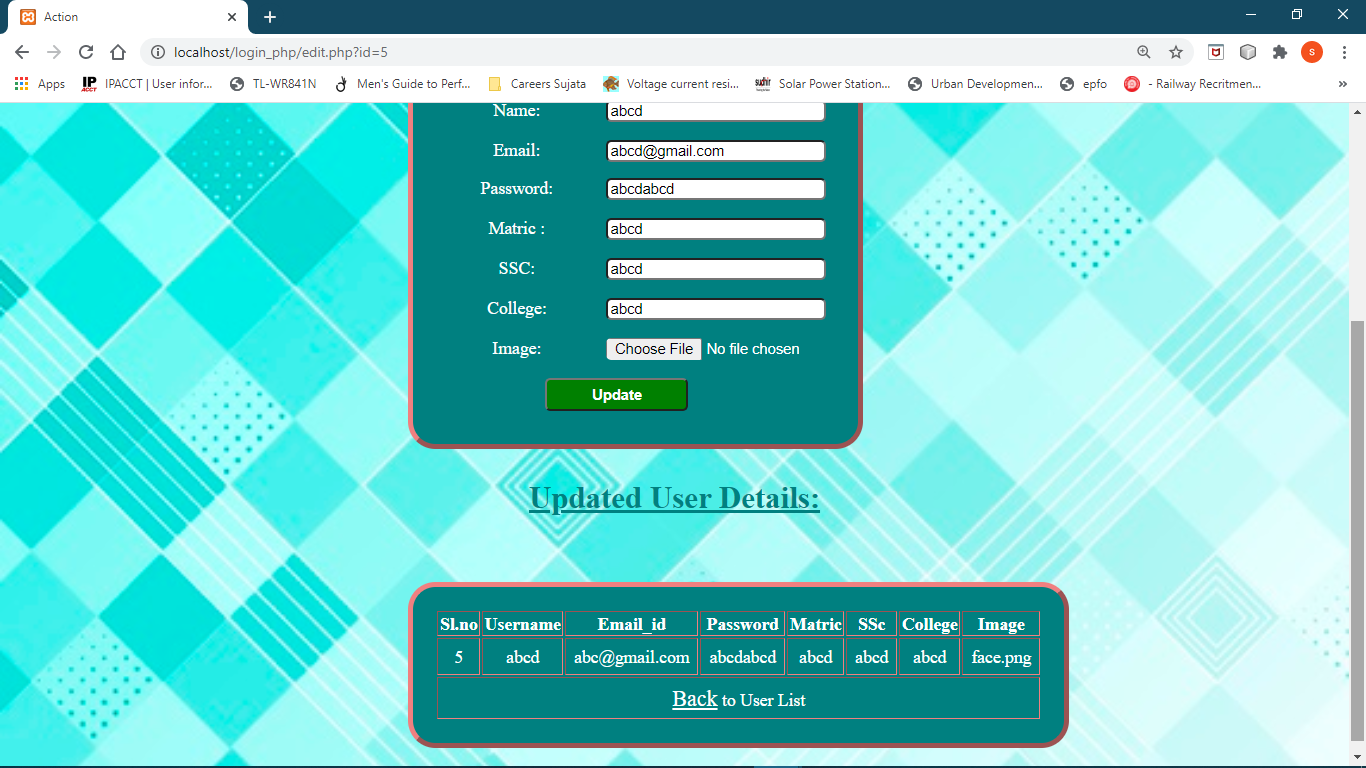 Action
localhost/login_php/edit.php?id=5
S
Apps IP ACCT IPACCT | User infor... TL-WR841N Men's Guide to Perf... Careers Sujata Voltage current resi... sudhir Solar Power Station... Urban Developmen... epfo - Railway Recritmen... »
Name: abcd
Email: abcd@gmail.com
Password: abcdabcd
Matric : abcd
SSC: abcd
College: abcd
Image: Choose File No file chosen
Update
Updated User Details:
Sl.no Username Email_id Password Matric SSc College Image
5 abcd abc@gmail.com abcdabcd abcd abcd abcd face.png
Back to User List